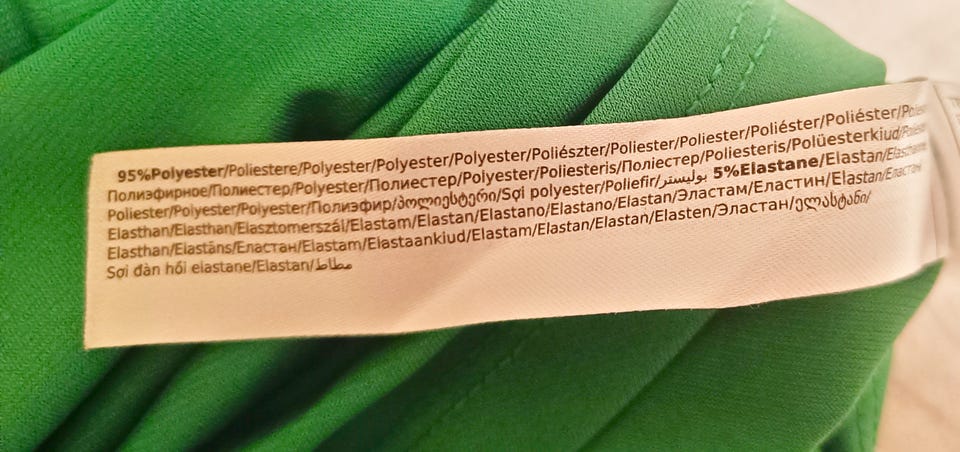 95%Polyester/Poliestere/Polyester/Polyester/Polyester/Poliészter/Poliester/Poliester/Poliéster/Poliéster/
Полиэфирное/Полиестер/Polyester/Полиестер/Polyester/Poliesteris/Поліестер/Poliesteris/Polüesterkiud/
Poliester/Polyester/Polyester/Полиэфир/პოლიესტერი/Sợi polyester/Poliefir/بوليستر/ 5%Elastane/Elastan/
Elasthan/Elasthan/Elasztomerszál/Elastam/Elastan/Elastano/Elastano/Elastan/Эластам/Еластин/Elastan/Еластан
Elasthan/Elastāns/Еластан/Elastam/Elastaankiud/Elastam/Elastan/Elastań/Elasten/Эластан/ელასტანი/
Sợi đàn hồi elastane/Elastan/مطاط